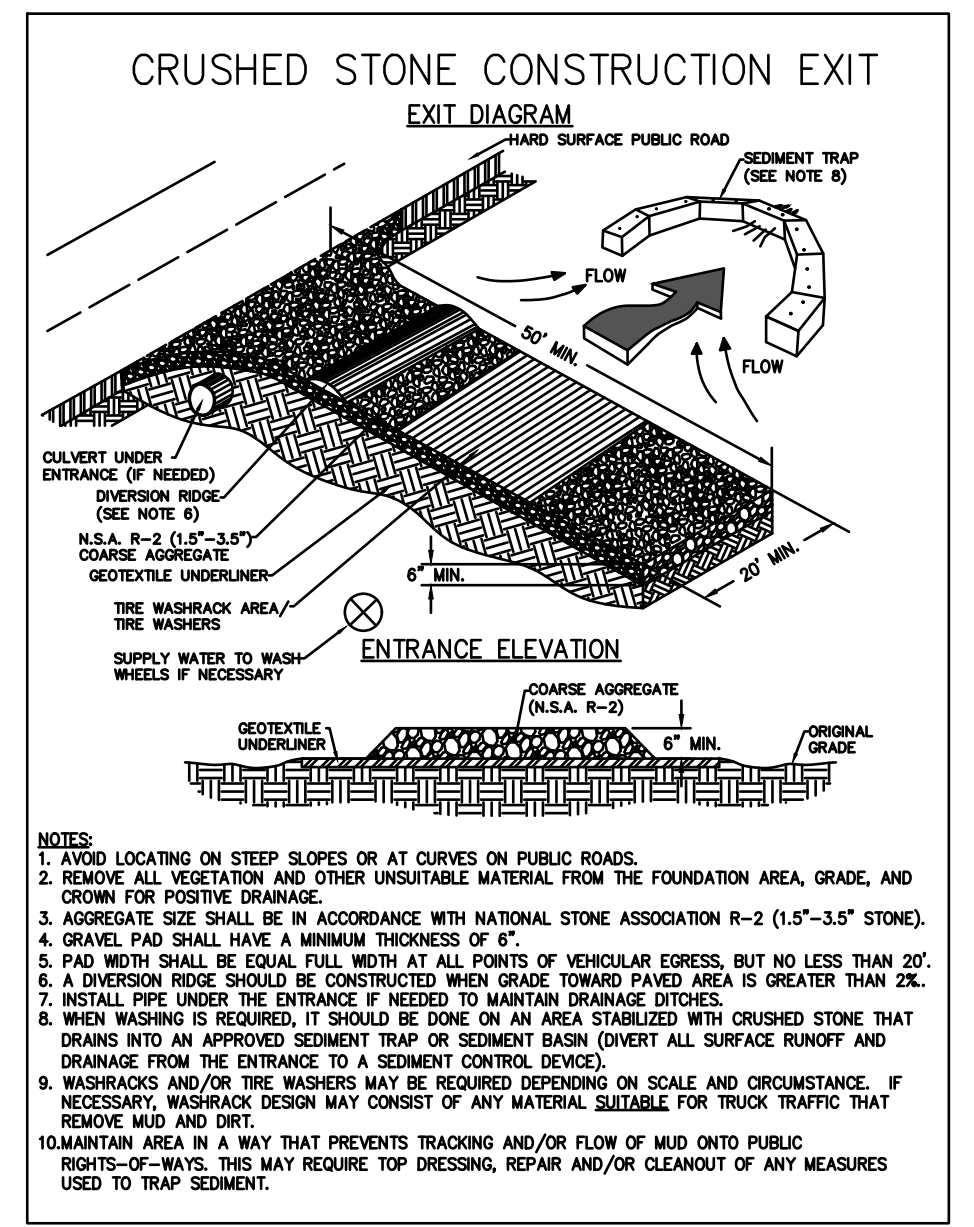 CRUSHED STONE CONSTRUCTION EXIT
EXIT DIAGRAM
HARD SURFACE PUBLIC ROAD
SEDIMENT TRAP
(SEE NOTE 8)
FLOW
50' MIN.
FLOW
CULVERT UNDER
ENTRANCE (IF NEEDED)
DIVERSION RIDGE
(SEE NOTE 6)
N.S.A. R-2 (1.5"-3.5")
COARSE AGGREGATE
GEOTEXTILE UNDERLINER
6" MIN.
20' MIN.
TIRE WASHRACK AREA/
TIRE WASHERS
SUPPLY WATER TO WASH
WHEELS IF NECESSARY
ENTRANCE ELEVATION
COARSE AGGREGATE
(N.S.A. R-2)
GEOTEXTILE
UNDERLINER
6" MIN.
ORIGINAL
GRADE
NOTES:
1. AVOID LOCATING ON STEEP SLOPES OR AT CURVES ON PUBLIC ROADS.
2. REMOVE ALL VEGETATION AND OTHER UNSUITABLE MATERIAL FROM THE FOUNDATION AREA, GRADE, AND
CROWN FOR POSITIVE DRAINAGE.
3. AGGREGATE SIZE SHALL BE IN ACCORDANCE WITH NATIONAL STONE ASSOCIATION R-2 (1.5"-3.5" STONE).
4. GRAVEL PAD SHALL HAVE A MINIMUM THICKNESS OF 6".
5. PAD WIDTH SHALL BE EQUAL FULL WIDTH AT ALL POINTS OF VEHICULAR EGRESS, BUT NO LESS THAN 20'.
6. A DIVERSION RIDGE SHOULD BE CONSTRUCTED WHEN GRADE TOWARD PAVED AREA IS GREATER THAN 2%..
7. INSTALL PIPE UNDER THE ENTRANCE IF NEEDED TO MAINTAIN DRAINAGE DITCHES.
8. WHEN WASHING IS REQUIRED, IT SHOULD BE DONE ON AN AREA STABILIZED WITH CRUSHED STONE THAT
DRAINS INTO AN APPROVED SEDIMENT TRAP OR SEDIMENT BASIN (DIVERT ALL SURFACE RUNOFF AND
DRAINAGE FROM THE ENTRANCE TO A SEDIMENT CONTROL DEVICE).
9. WASHRACKS AND/OR TIRE WASHERS MAY BE REQUIRED DEPENDING ON SCALE AND CIRCUMSTANCE. IF
NECESSARY, WASHRACK DESIGN MAY CONSIST OF ANY MATERIAL SUITABLE FOR TRUCK TRAFFIC THAT
REMOVE MUD AND DIRT.
10.MAINTAIN AREA IN A WAY THAT PREVENTS TRACKING AND/OR FLOW OF MUD ONTO PUBLIC
RIGHTS-OF-WAYS. THIS MAY REQUIRE TOP DRESSING, REPAIR AND/OR CLEANOUT OF ANY MEASURES
USED TO TRAP SEDIMENT.